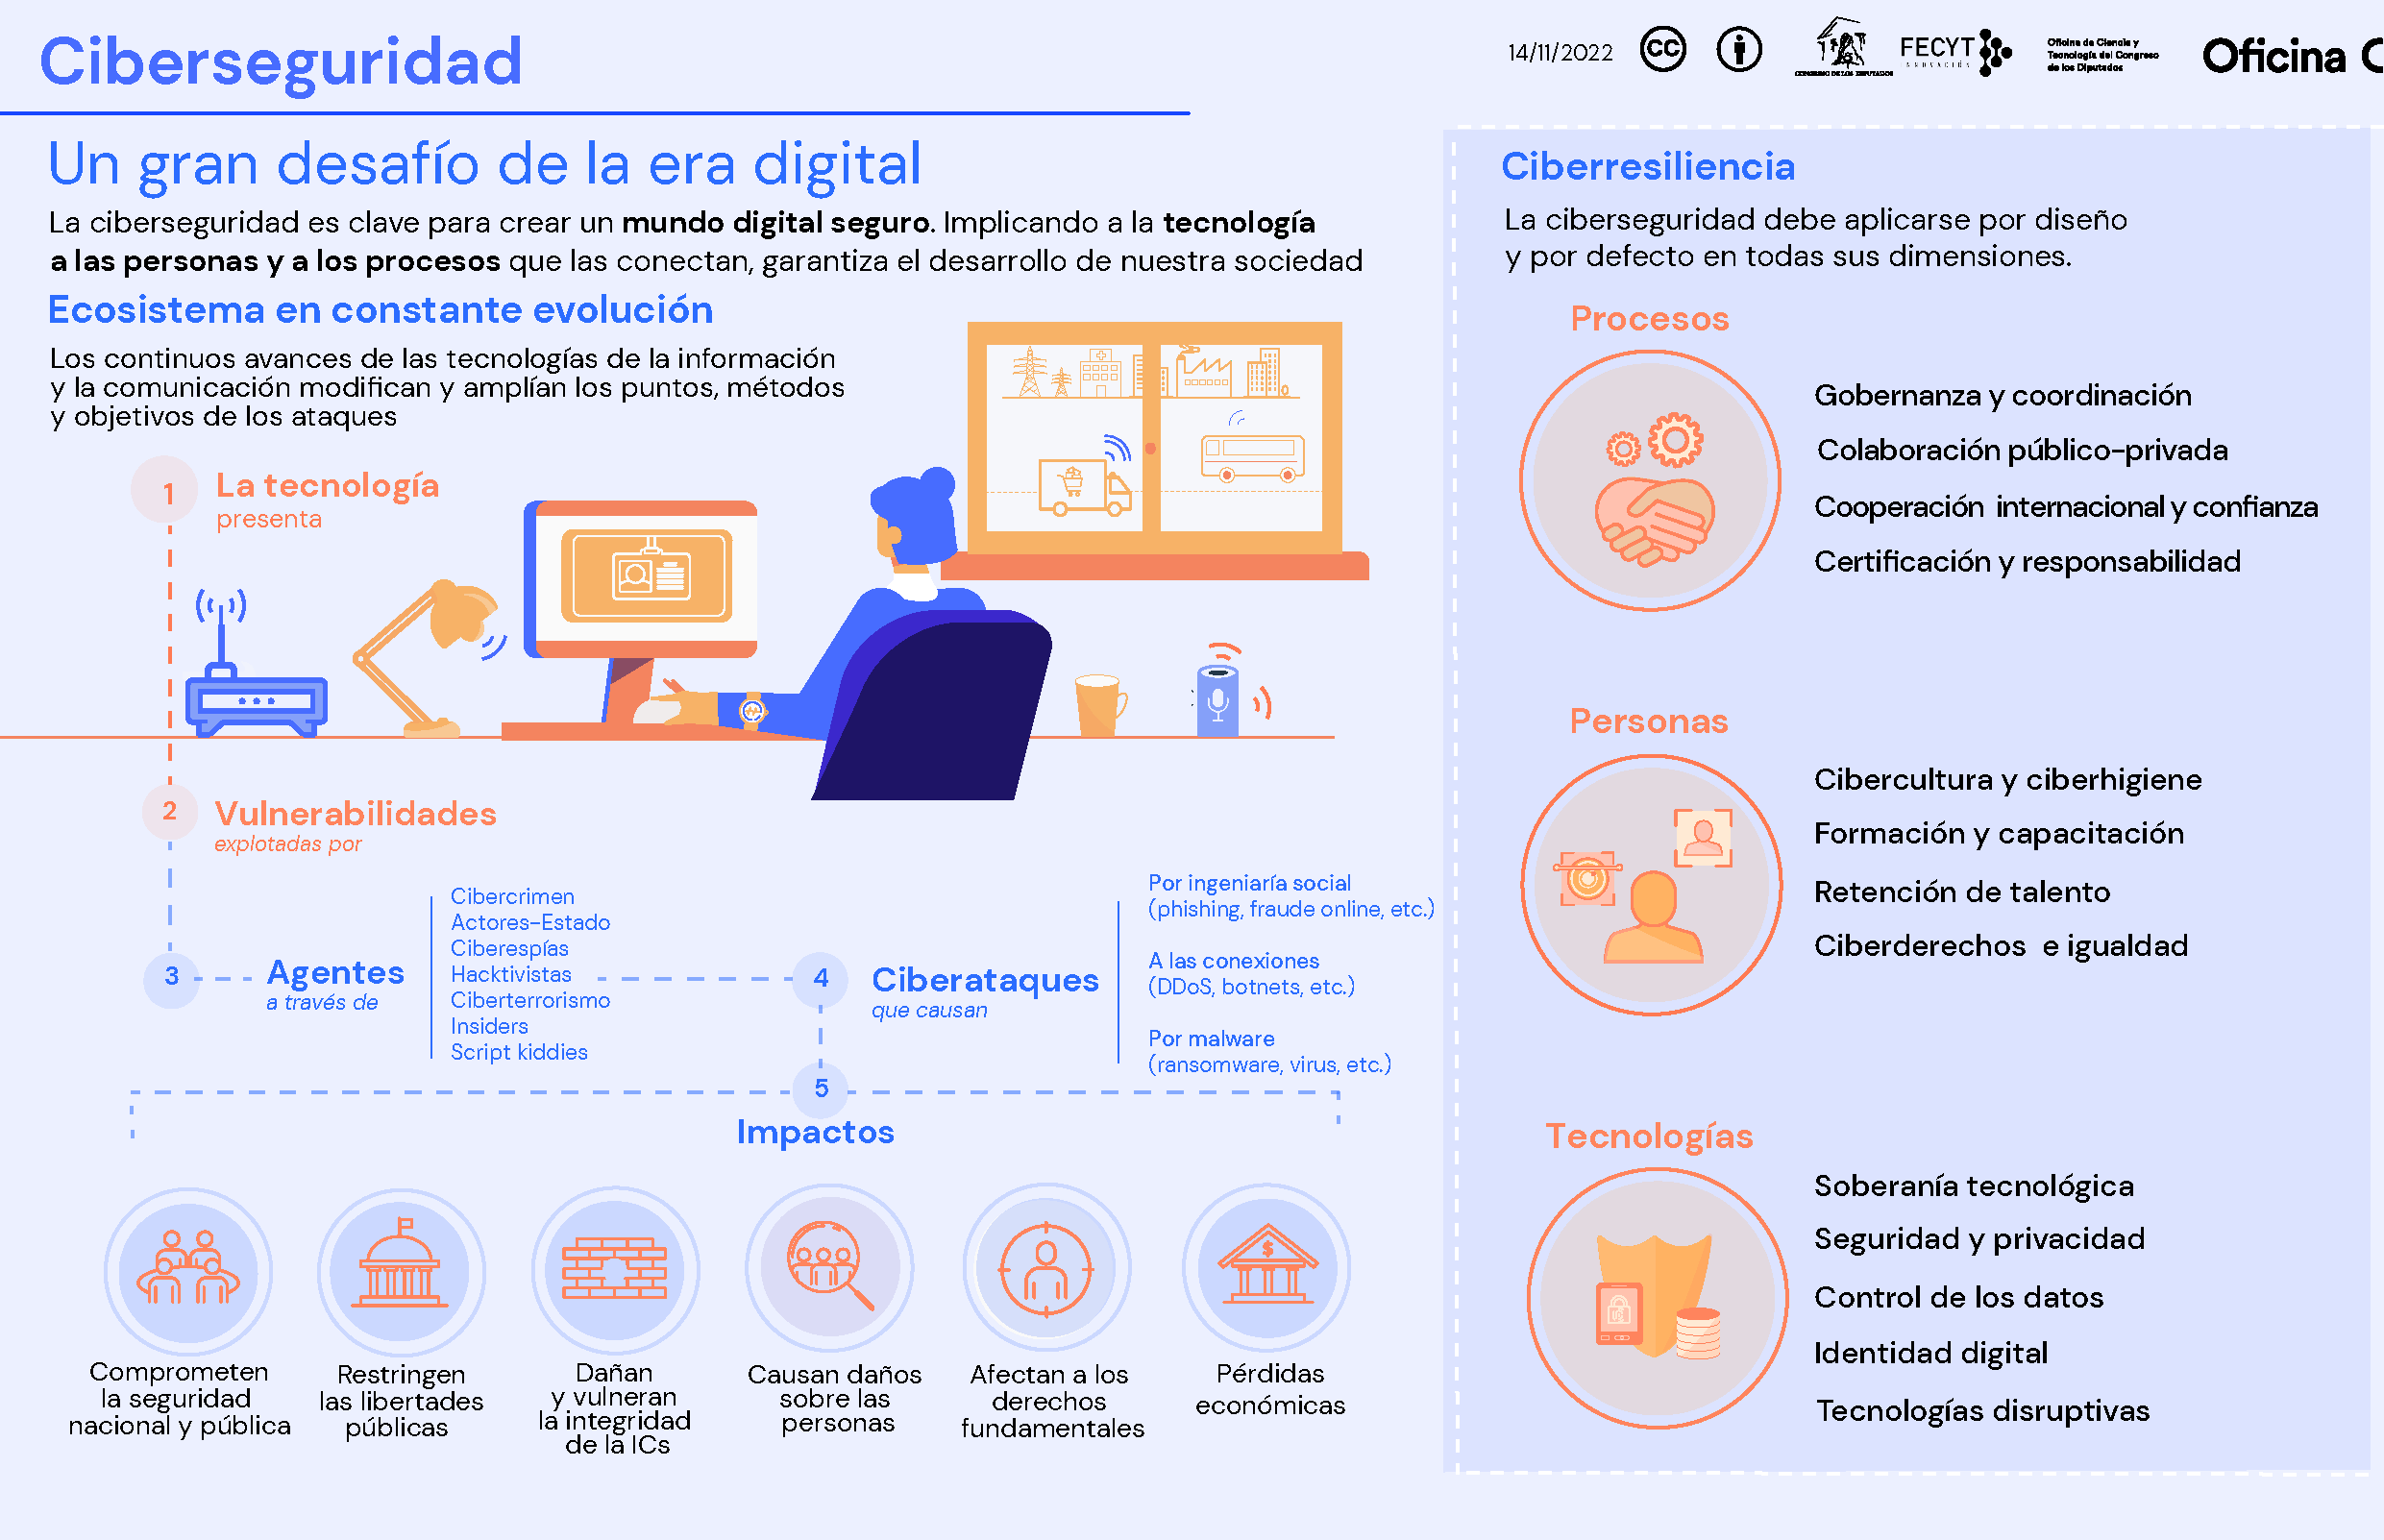 Ciberseguridad
14/11/2022
CONGRESO DE LOS DIPUTADOS
FECYT
INNOVACIÓN
Oficina de Ciencia y
Tecnología del Congreso
de los Diputados
Oficina C
Un gran desafío de la era digital
La ciberseguridad es clave para crear un mundo digital seguro. Implicando a la tecnología
a las personas y a los procesos que las conectan, garantiza el desarrollo de nuestra sociedad
Ecosistema en constante evolución
Los continuos avances de las tecnologías de la información
y la comunicación modifican y amplían los puntos, métodos
y objetivos de los ataques
1
La tecnología
presenta
2
Vulnerabilidades
explotadas por
3
Agentes
a través de
Cibercrimen
Actores-Estado
Ciberespías
Hacktivistas
Ciberterrorismo
Insiders
Script kiddies
4
Ciberataques
que causan
Por ingeniaría social
(phishing, fraude online, etc.)
A las conexiones
(DDoS, botnets, etc.)
Por malware
(ransomware, virus, etc.)
5
Impactos
Comprometen
la seguridad
nacional y pública
Restringen
las libertades
públicas
Dañan
y vulneran
la integridad
de la ICs
Causan daños
sobre las
personas
Afectan a los
derechos
fundamentales
$
Pérdidas
económicas
Ciberresiliencia
La ciberseguridad debe aplicarse por diseño
y por defecto en todas sus dimensiones.
Procesos
Gobernanza y coordinación
Colaboración público-privada
Cooperación internacional y confianza
Certificación y responsabilidad
Personas
Cibercultura y ciberhigiene
Formación y capacitación
Retención de talento
Ciberderechos e igualdad
Tecnologías
Soberanía tecnológica
Seguridad y privacidad
Control de los datos
Identidad digital
Tecnologías disruptivas